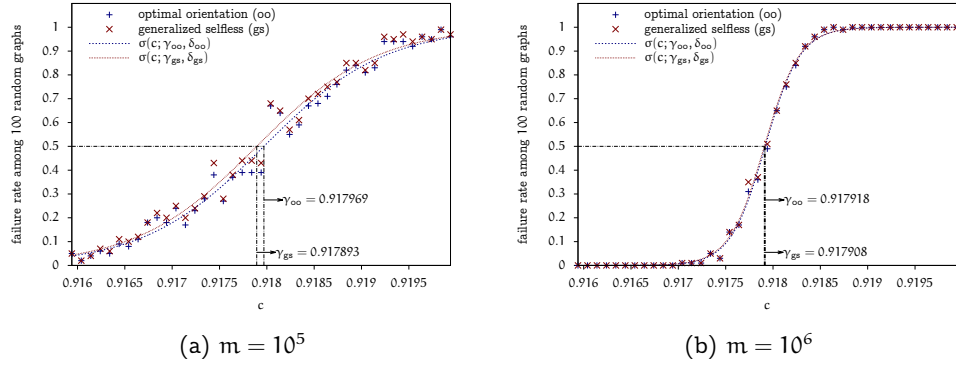 failure rate among 100 random graphs
1
0.9
0.8
0.7
0.6
0.5
0.4
0.3
0.2
0.1
0
optimal orientation (oo)
generalized selfless (gs)
σ(c; γoo, δoo)
σ(c; γgs, δgs)
γoo = 0.917969
γgs = 0.917893
0.916 0.9165 0.917 0.9175 0.918 0.9185 0.919 0.9195
c
(a) m = 10⁵
failure rate among 100 random graphs
1
0.9
0.8
0.7
0.6
0.5
0.4
0.3
0.2
0.1
0
optimal orientation (oo)
generalized selfless (gs)
σ(c; γoo, δoo)
σ(c; γgs, δgs)
γoo = 0.917918
γgs = 0.917908
0.916 0.9165 0.917 0.9175 0.918 0.9185 0.919 0.9195
c
(b) m = 10⁶